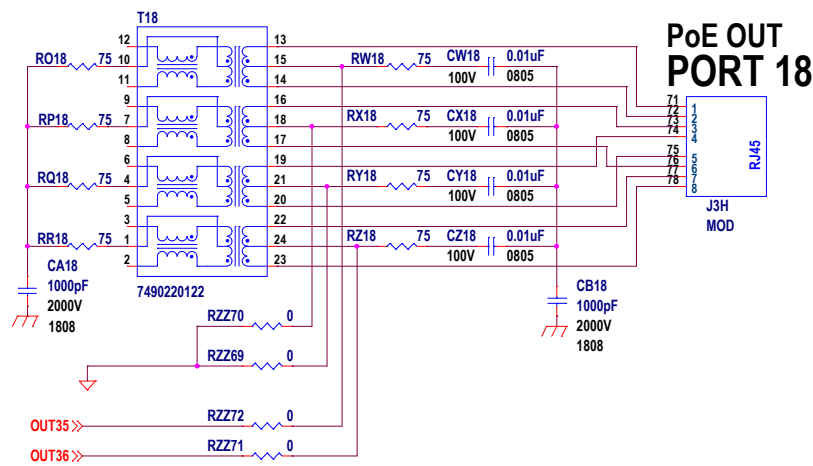 T18
PoE OUT
PORT 18
12
13
RO18 75 10
15 RW18 75 CW18 0.01uF
100V 0805
11
14
9
16
RP18 75 7
18 RX18 75 CX18 0.01uF
100V 0805
8
17
6
19
RQ18 75 4
21 RY18 75 CY18 0.01uF
100V 0805
5
20
3
22
RR18 75 1
24 RZ18 75 CZ18 0.01uF
100V 0805
2
23
71 1
72 2
73 3
74 4
75 5
76 6
77 7
78 8
RJ45
J3H
MOD
CA18
1000pF
2000V
1808
7490220122
CB18
1000pF
2000V
1808
RZZ70 0
RZZ69 0
OUT35 RZZ72 0
OUT36 RZZ71 0